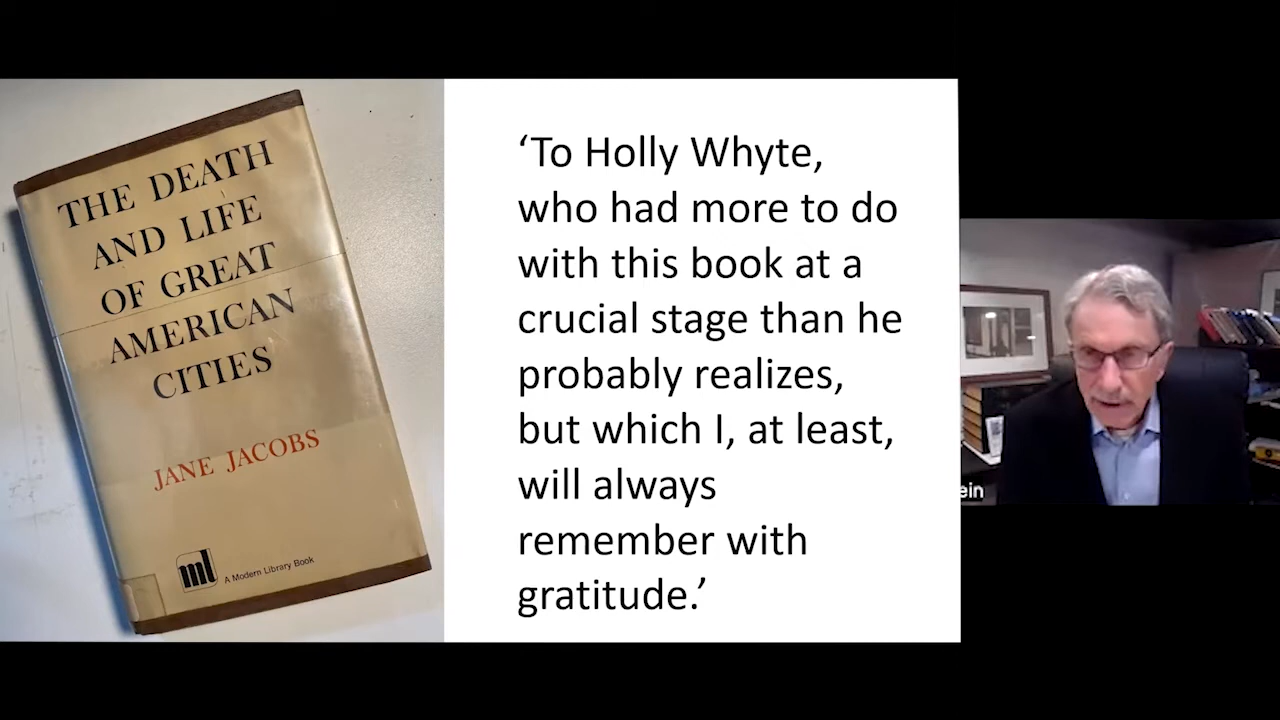 THE DEATH
AND LIFE
OF GREAT
AMERICAN
CITIES
JANE JACOBS
ml
A Modern Library Book
‘To Holly Whyte,
who had more to do
with this book at a
crucial stage than he
probably realizes,
but which I, at least,
will always
remember with
gratitude.’
ein